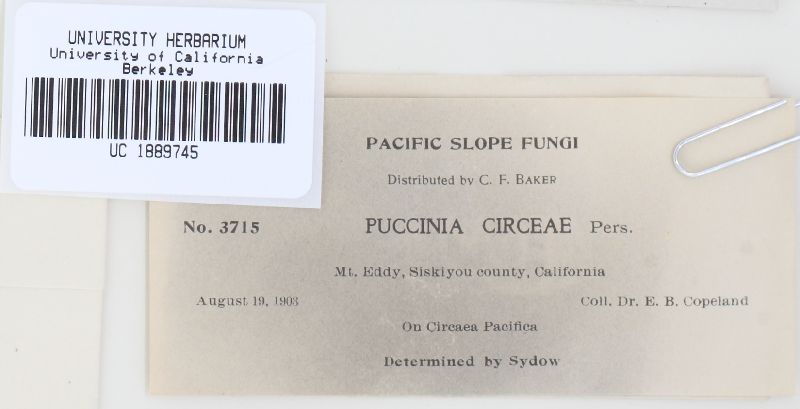 UNIVERSITY HERBARIUM
University of California
Berkeley
UC 1889745
PACIFIC SLOPE FUNGI
Distributed by C. F. BAKER
No. 3715 PUCCINIA CIRCEAE Pers.
Mt. Eddy, Siskiyou county, California
August 19, 1903 Coll. Dr. E. B. Copeland
On Circaea Pacifica
Determined by Sydow